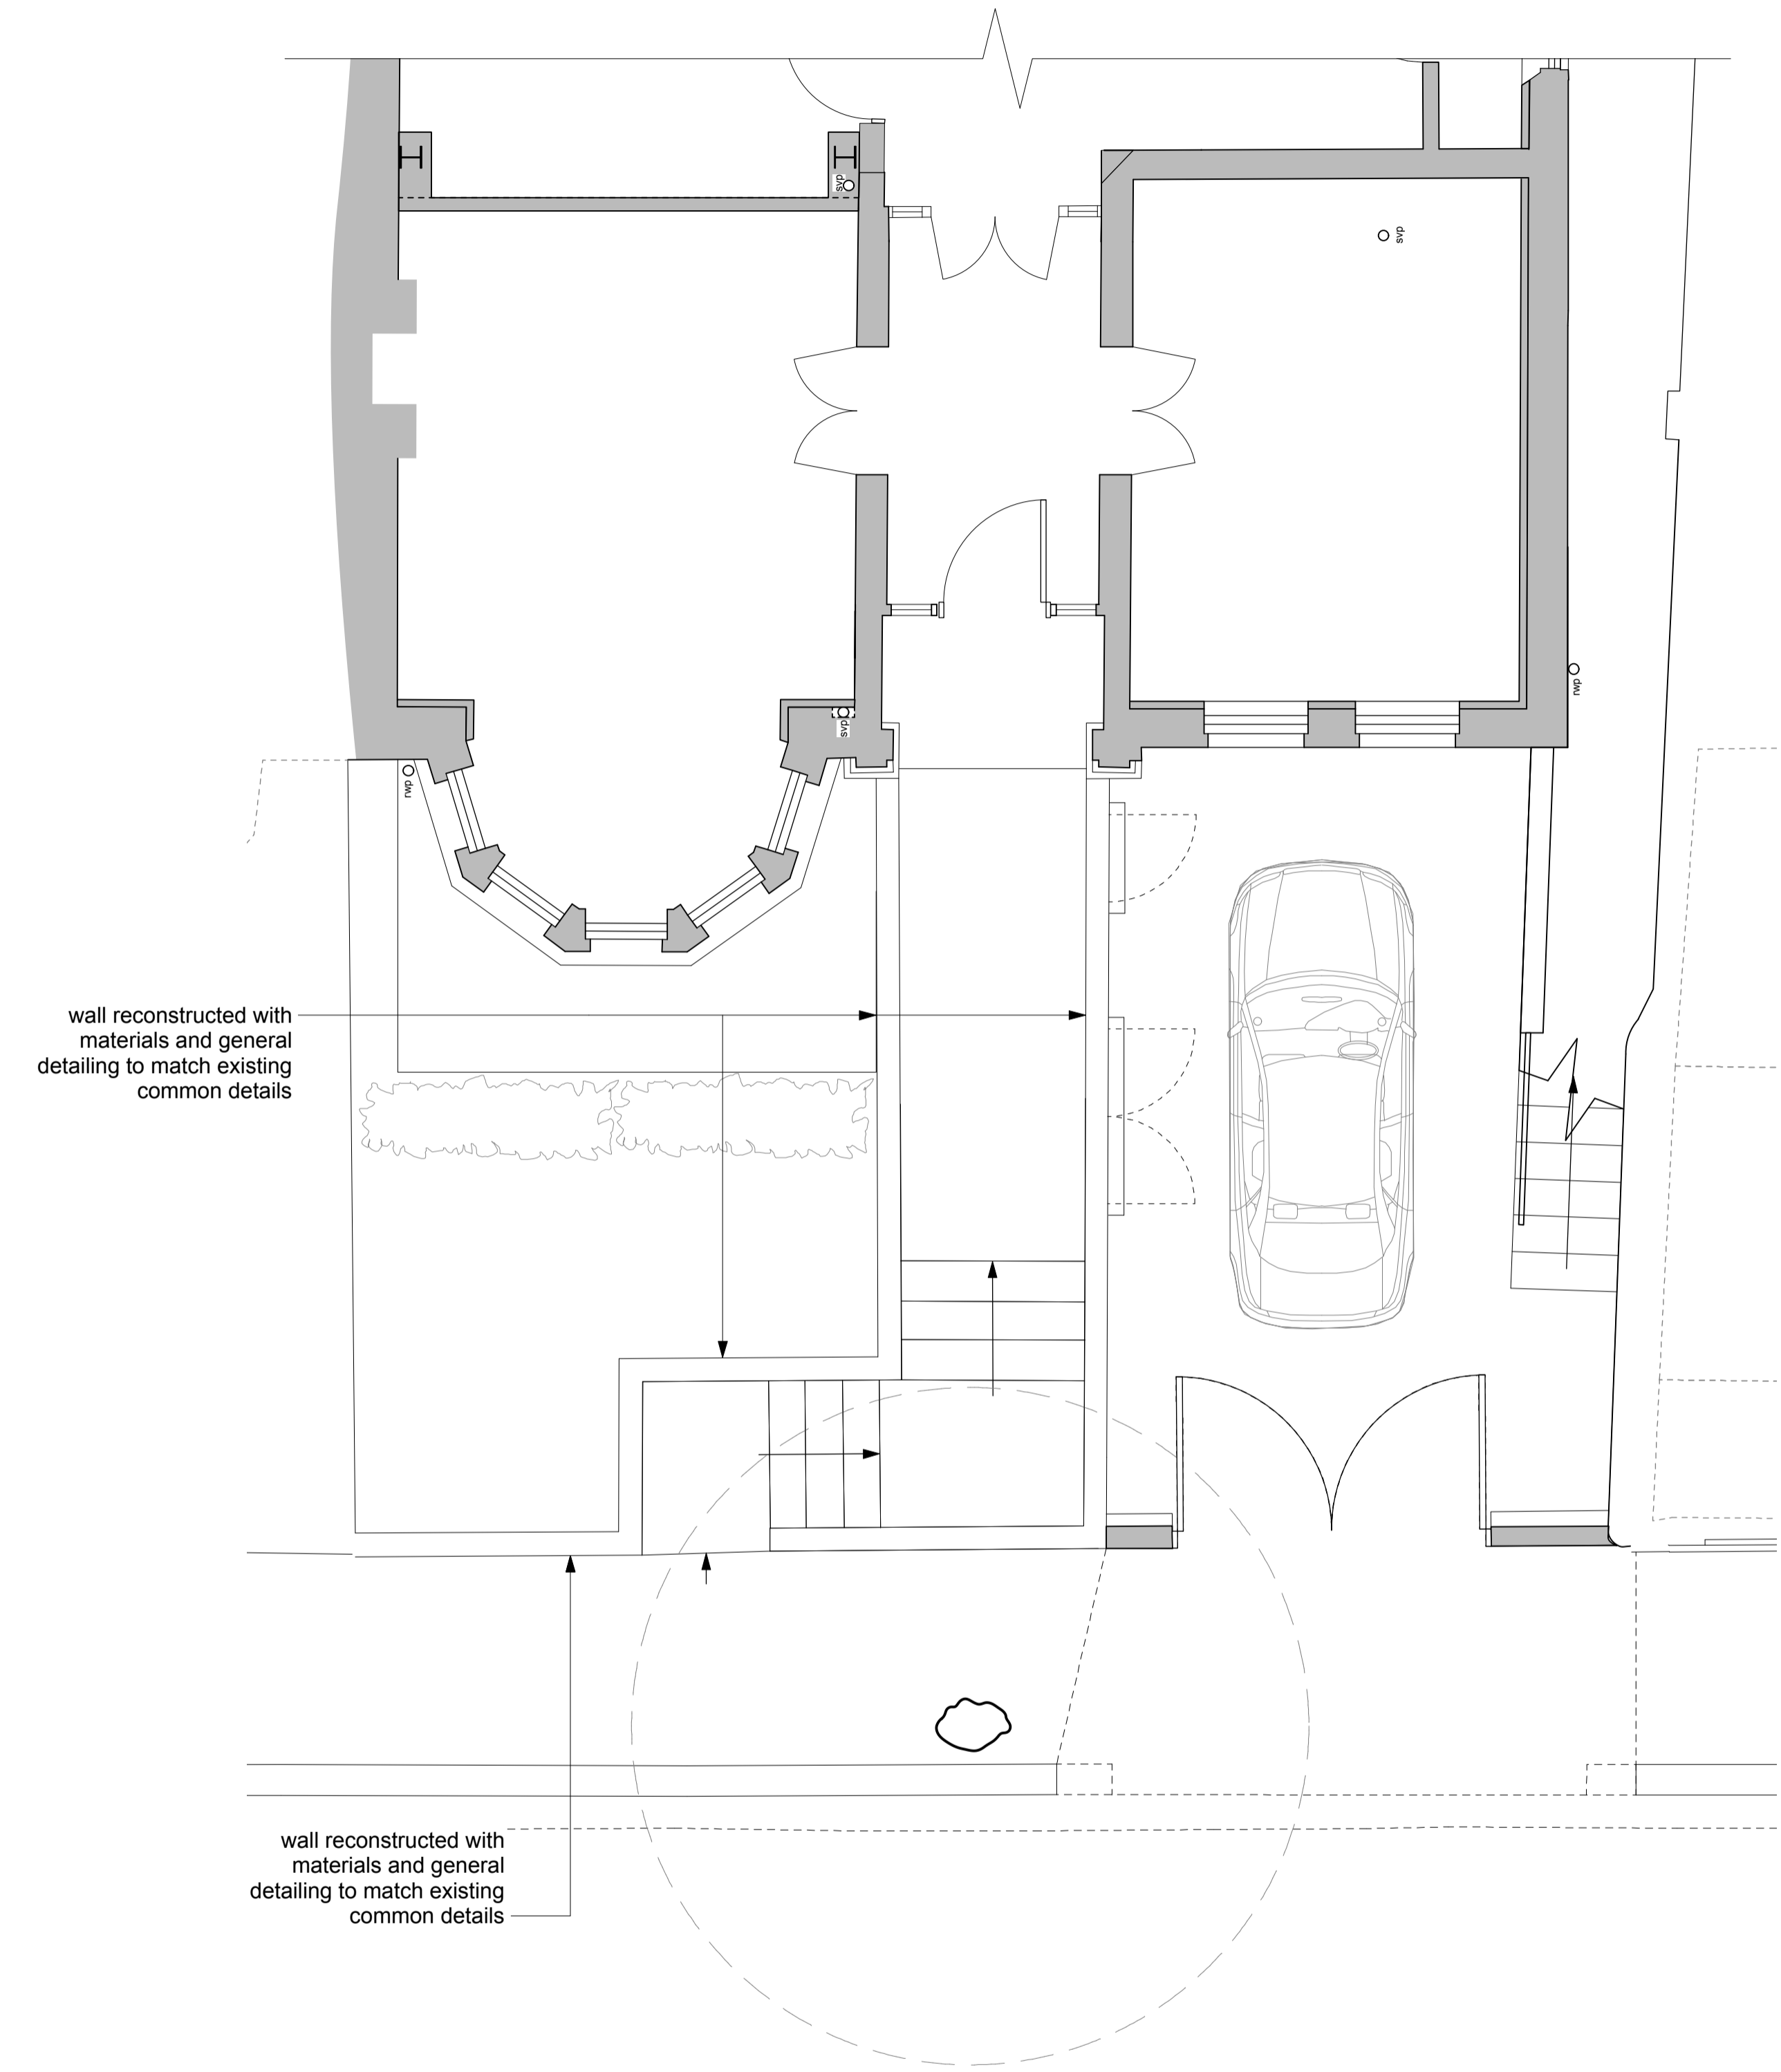 svp
svp
svp
rwp
rwp
wall reconstructed with
materials and general
detailing to match existing
common details
wall reconstructed with
materials and general
detailing to match existing
common details